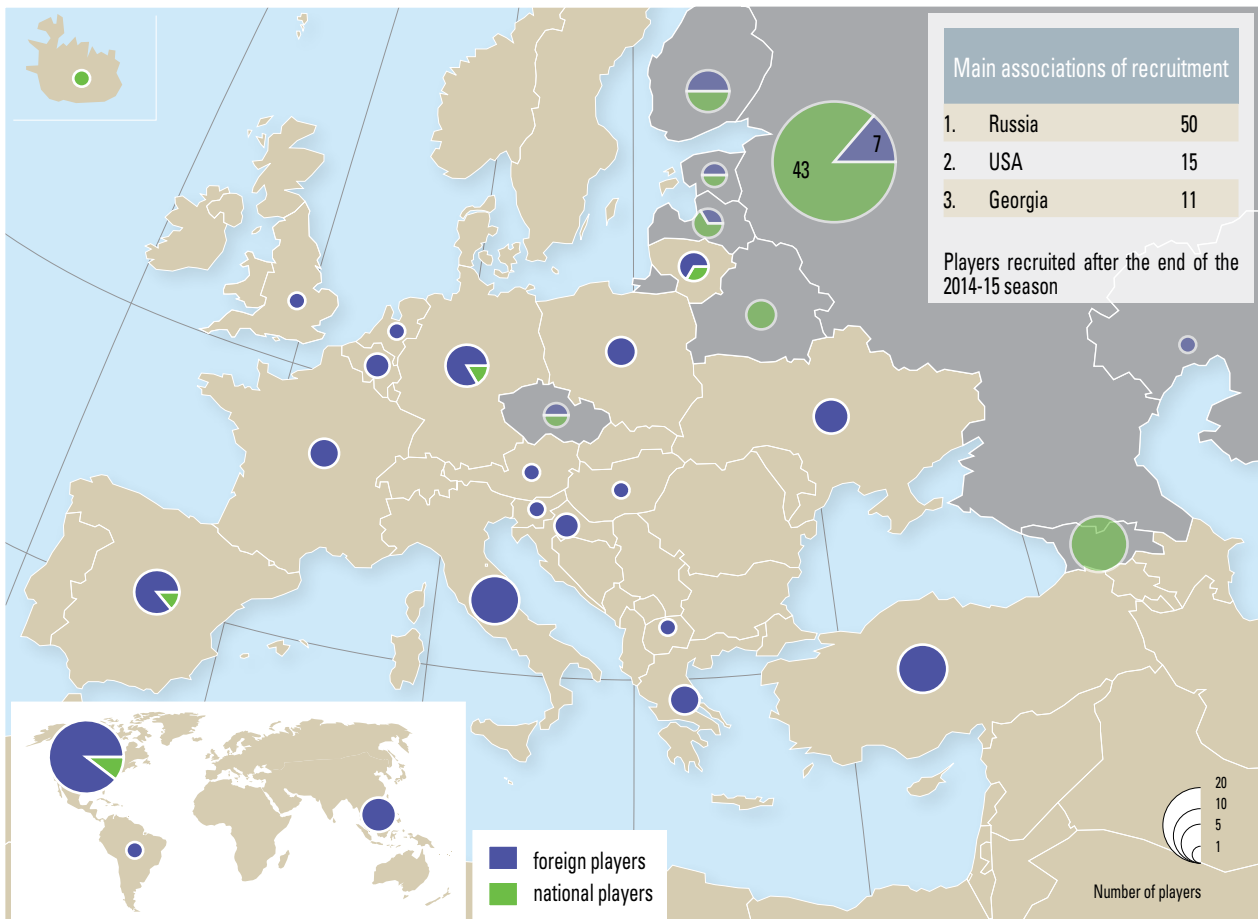 Main associations of recruitment
1. Russia 50
2. USA 15
3. Georgia 11
Players recruited after the end of the
2014-15 season
43
7
foreign players
national players
20
10
5
1
Number of players